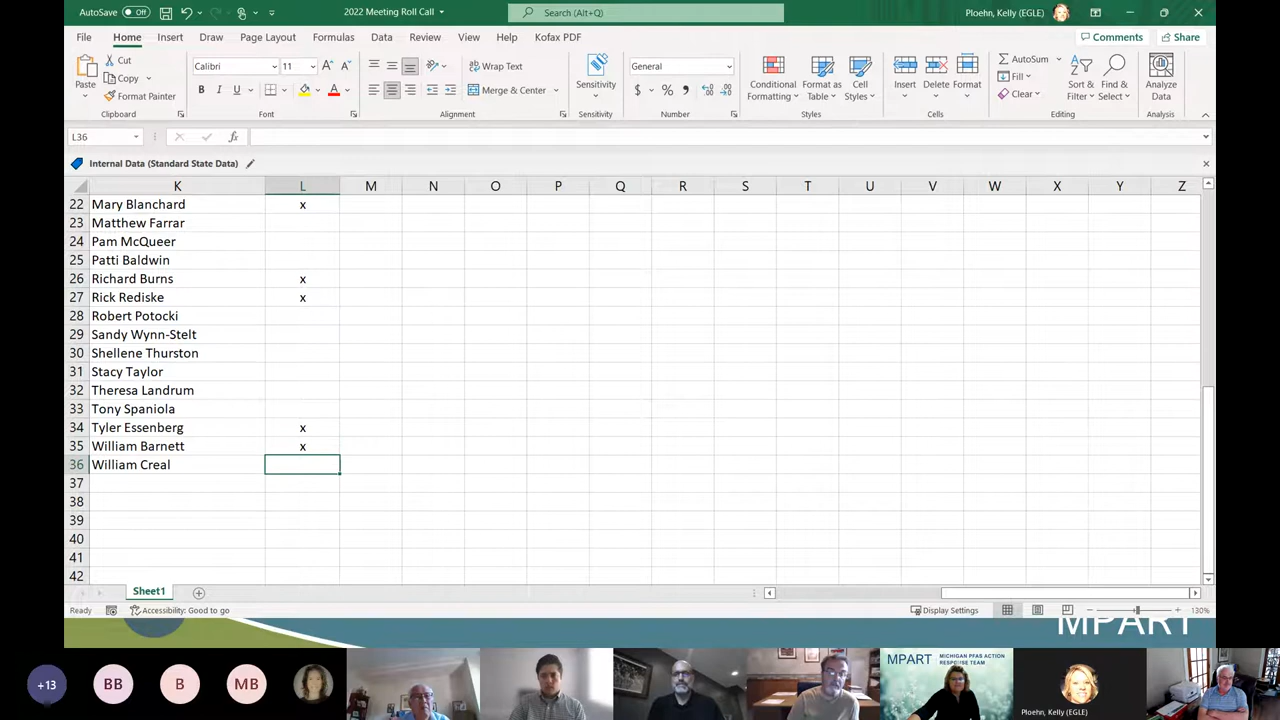 AutoSave Off 2022 Meeting Roll Call Search (Alt+Q) Ploehn, Kelly (EGLE)
File Home Insert Draw Page Layout Formulas Data Review View Help Kofax PDF Comments Share
Paste Cut Copy Format Painter Calibri 11 A A B I U A Wrap Text Merge & Center Sensitivity General $ % , Conditional Formatting Format as Table Cell Styles Insert Delete Format AutoSum Fill Clear Sort & Filter Find & Select Analyze Data
Clipboard Font Alignment Sensitivity Number Styles Cells Editing Analysis
L36 fx
Internal Data (Standard State Data)
K L M N O P Q R S T U V W X Y Z
22 Mary Blanchard x
23 Matthew Farrar
24 Pam McQueer
25 Patti Baldwin
26 Richard Burns x
27 Rick Rediske x
28 Robert Potocki
29 Sandy Wynn-Stelt
30 Shellene Thurston
31 Stacy Taylor
32 Theresa Landrum
33 Tony Spaniola
34 Tyler Essenberg x
35 William Barnett x
36 William Creal
37
38
39
40
41
42
Sheet1
Ready Accessibility: Good to go Display Settings 130%
MPART
+13 BB B MB
MPART MICHIGAN PFAS ACTION
RESPONSE TEAM
Ploehn, Kelly (EGLE)